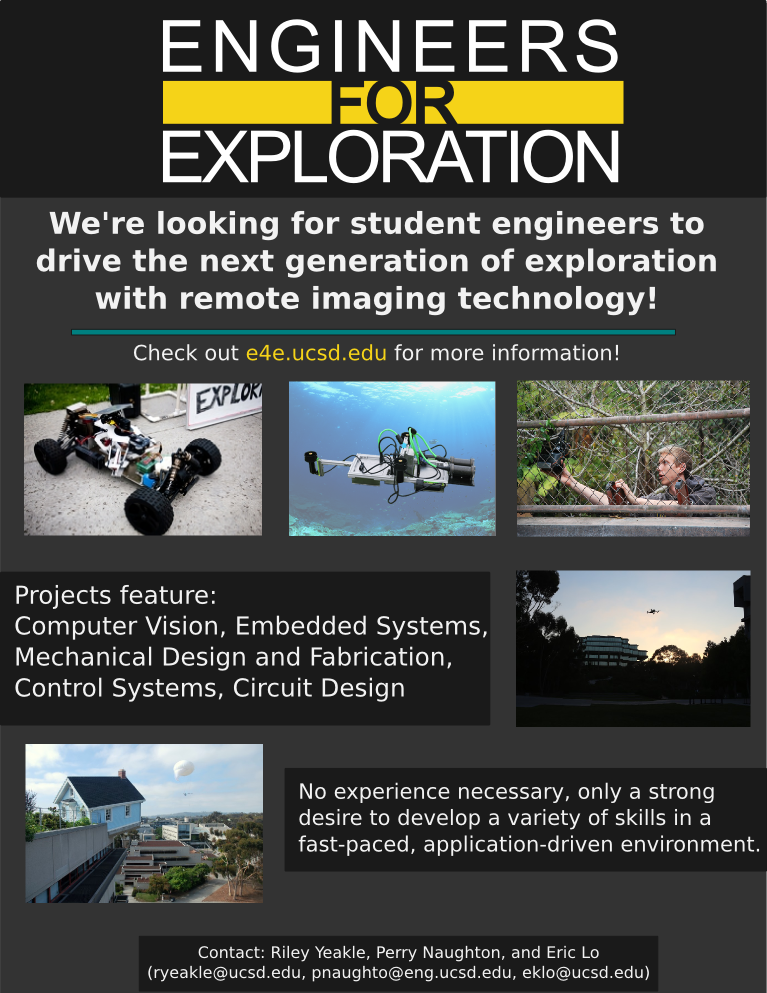 ENGINEERS
FOR
EXPLORATION
We're looking for student engineers to
drive the next generation of exploration
with remote imaging technology!
Check out e4e.ucsd.edu for more information!
Projects feature:
Computer Vision, Embedded Systems,
Mechanical Design and Fabrication,
Control Systems, Circuit Design
No experience necessary, only a strong
desire to develop a variety of skills in a
fast-paced, application-driven environment.
Contact: Riley Yeakle, Perry Naughton, and Eric Lo
(ryeakle@ucsd.edu, pnaughto@eng.ucsd.edu, eklo@ucsd.edu)